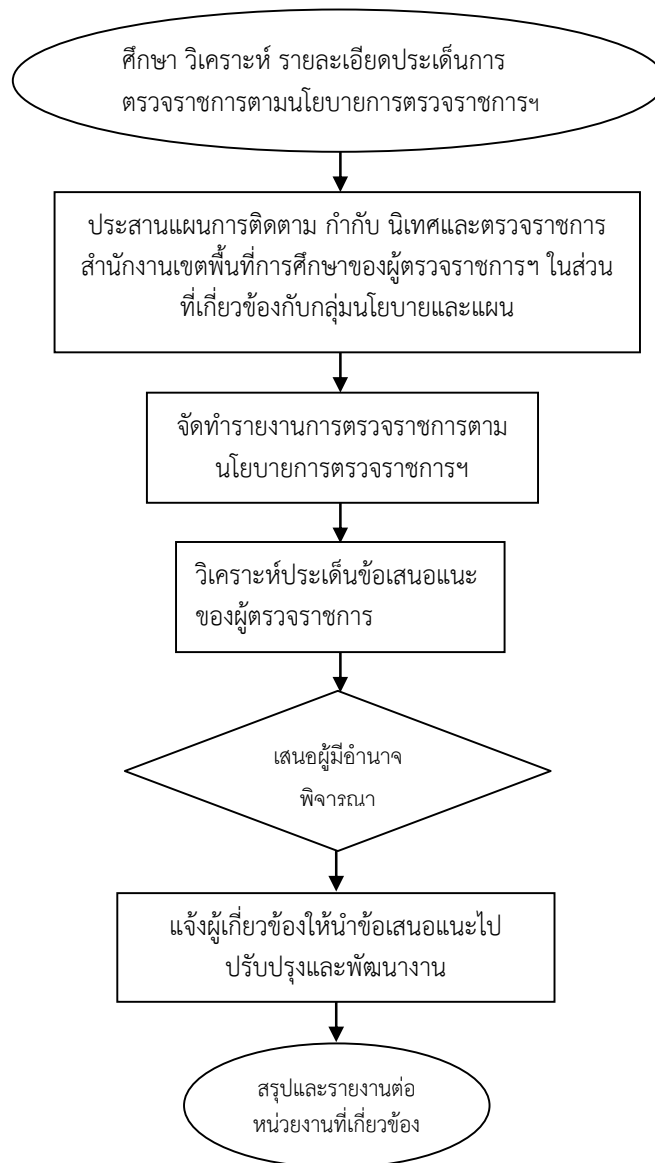 ศึกษา วิเคราะห์ รายละเอียดประเด็นการ
ตรวจราชการตามนโยบายการตรวจราชการฯ
ประสานแผนการติดตาม กำกับ นิเทศและตรวจราชการ
สำนักงานเขตพื้นที่การศึกษาของผู้ตรวจราชการฯ ในส่วน
ที่เกี่ยวข้องกับกลุ่มนโยบายและแผน
จัดทำรายงานการตรวจราชการตาม
นโยบายการตรวจราชการฯ
วิเคราะห์ประเด็นข้อเสนอแนะ
ของผู้ตรวจราชการ
เสนอผู้มีอำนาจ
พิจารณา
แจ้งผู้เกี่ยวข้องให้นำข้อเสนอแนะไป
ปรับปรุงและพัฒนางาน
สรุปและรายงานต่อ
หน่วยงานที่เกี่ยวข้อง